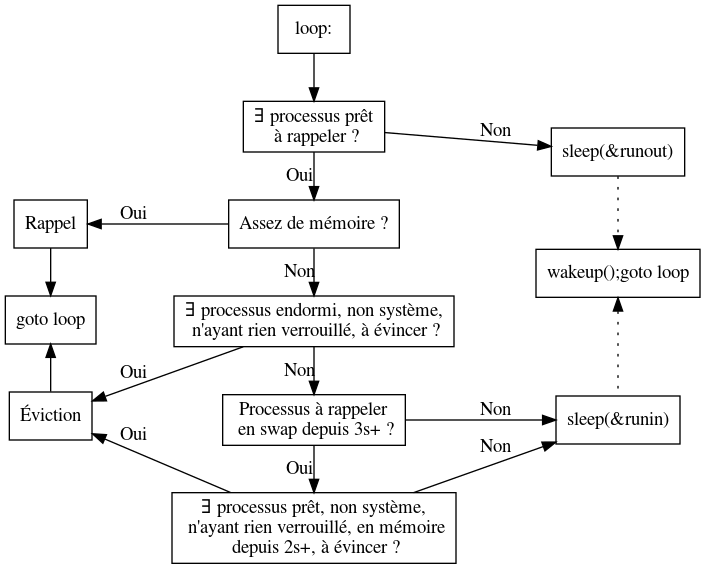 loop:
∃ processus prêt
à rappeler ?
Non
sleep(&runout)
Oui
Rappel
Oui
Assez de mémoire ?
wakeup();goto loop
Non
goto loop
∃ processus endormi, non système,
n'ayant rien verrouillé, à évincer ?
Oui
Non
Éviction
Processus à rappeler
en swap depuis 3s+ ?
Non
sleep(&runin)
Oui
Oui
Non
∃ processus prêt, non système,
n'ayant rien verrouillé, en mémoire
depuis 2s+, à évincer ?